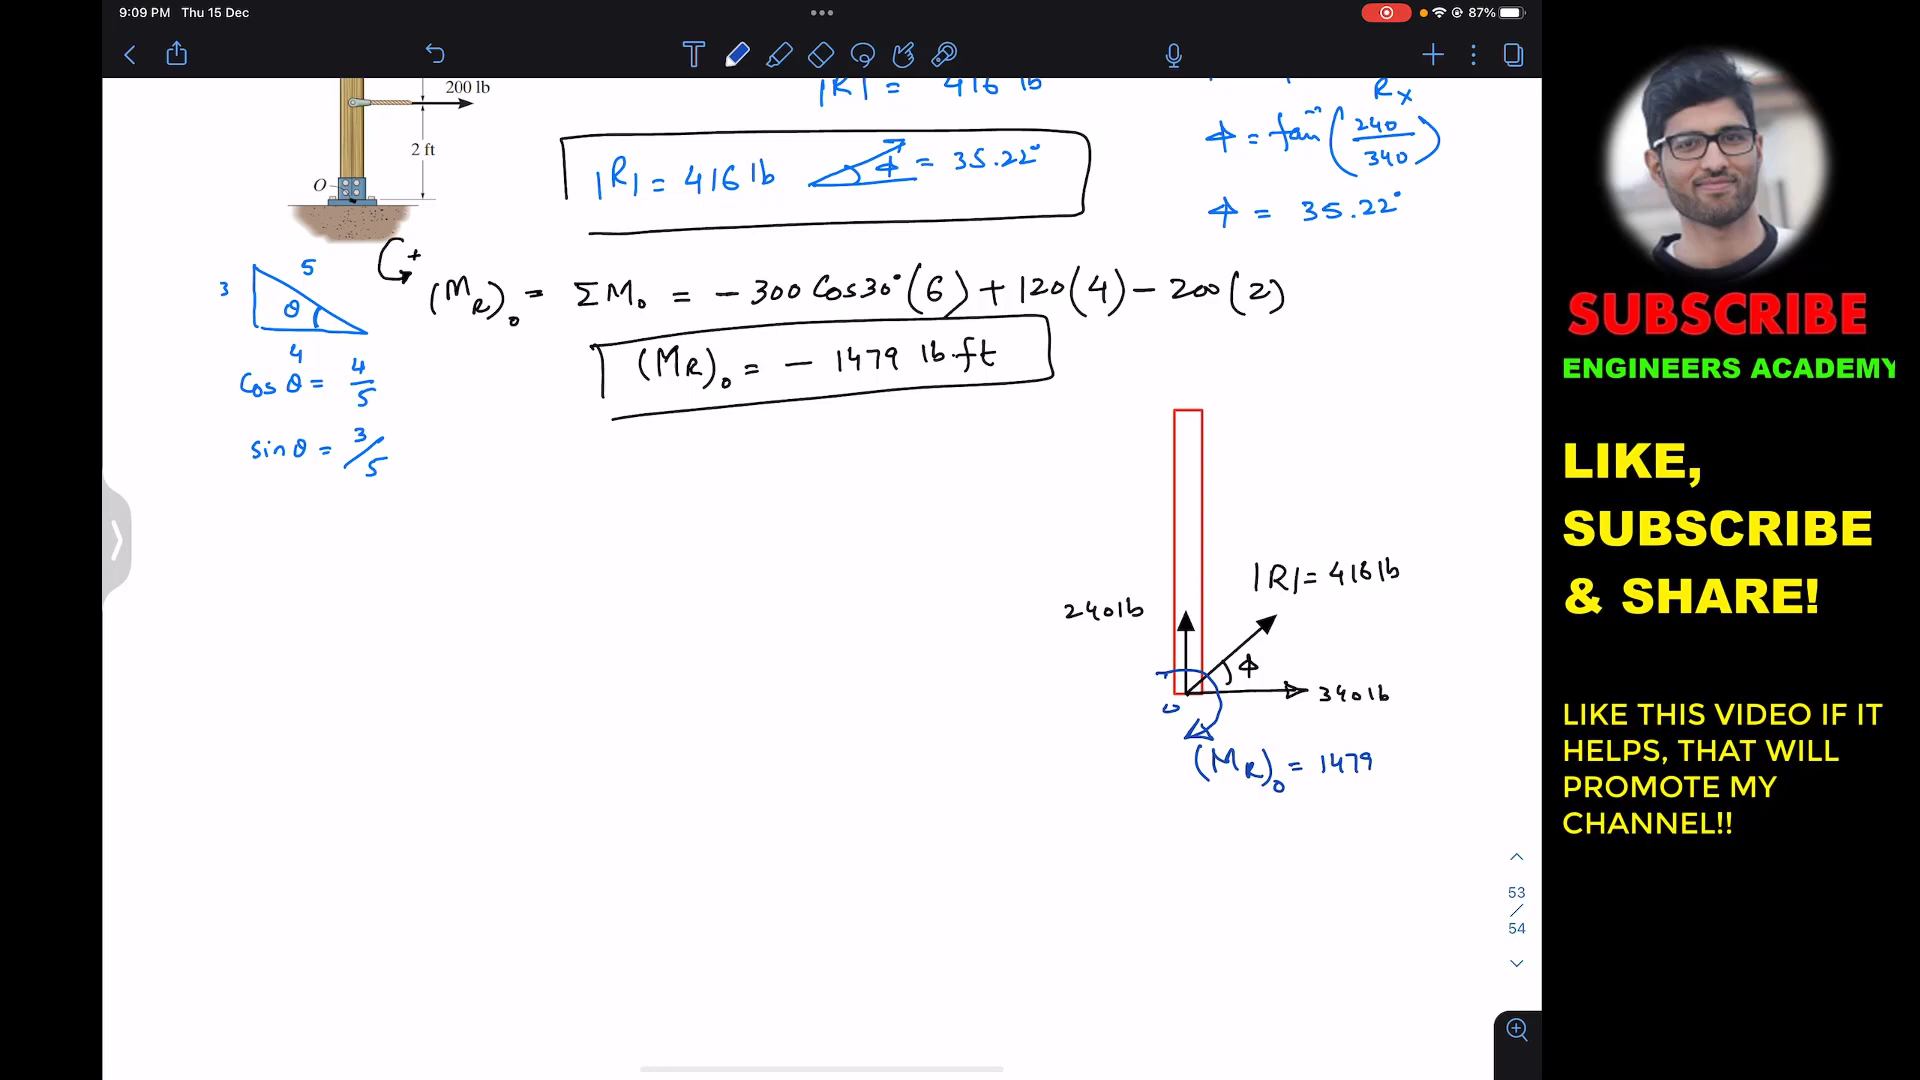 9:09 PM Thu 15 Dec
87%
200 lb
2 ft
O
|R| = 416 lb
Rx
ϕ = tan⁻¹ (240/340)
ϕ = 35.22°
|R| = 416 lb ϕ = 35.22°
+
(MR)o = ΣMo = - 300 Cos30° (6) + 120 (4) - 200 (2)
(MR)o = - 1479 lb.ft
5
3
θ
4
Cos θ = 4/5
Sin θ = 3/5
|R| = 416 lb
240 lb
ϕ
340 lb
o
(MR)o = 1479
53
/
54
SUBSCRIBE
ENGINEERS ACADEMY
LIKE,
SUBSCRIBE
& SHARE!
LIKE THIS VIDEO IF IT
HELPS, THAT WILL
PROMOTE MY
CHANNEL!!